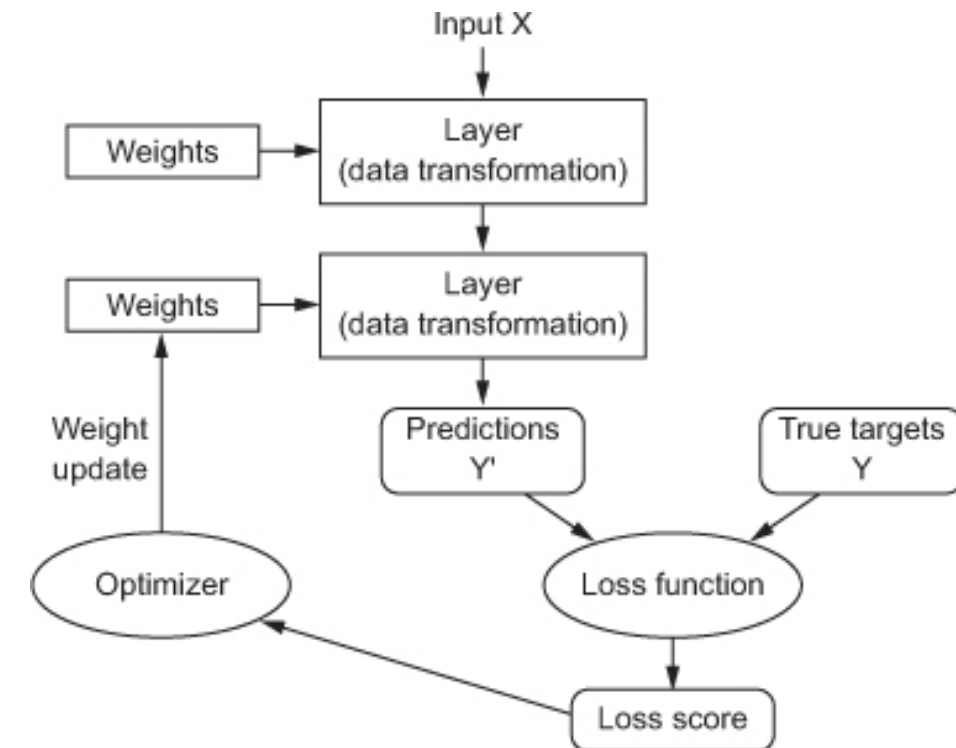 Input X
Layer
(data transformation)
Weights
Layer
(data transformation)
Weights
Weight
update
Predictions
Y'
True targets
Y
Optimizer
Loss function
Loss score